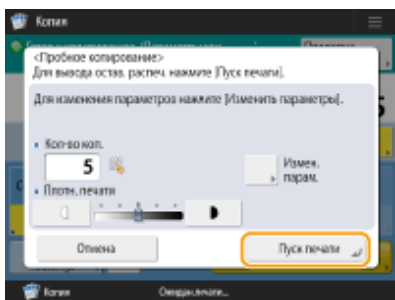 Копия
<Пробное копирование>
Для вывода остав. распеч. нажмите [Пуск печати].
Для изменения параметров нажмите [Изменить параметры].
Кол-во коп.
5
Измен.
парам.
Плотн. печати
Отмена
Пуск печати
Копия
Ожидан.печати...